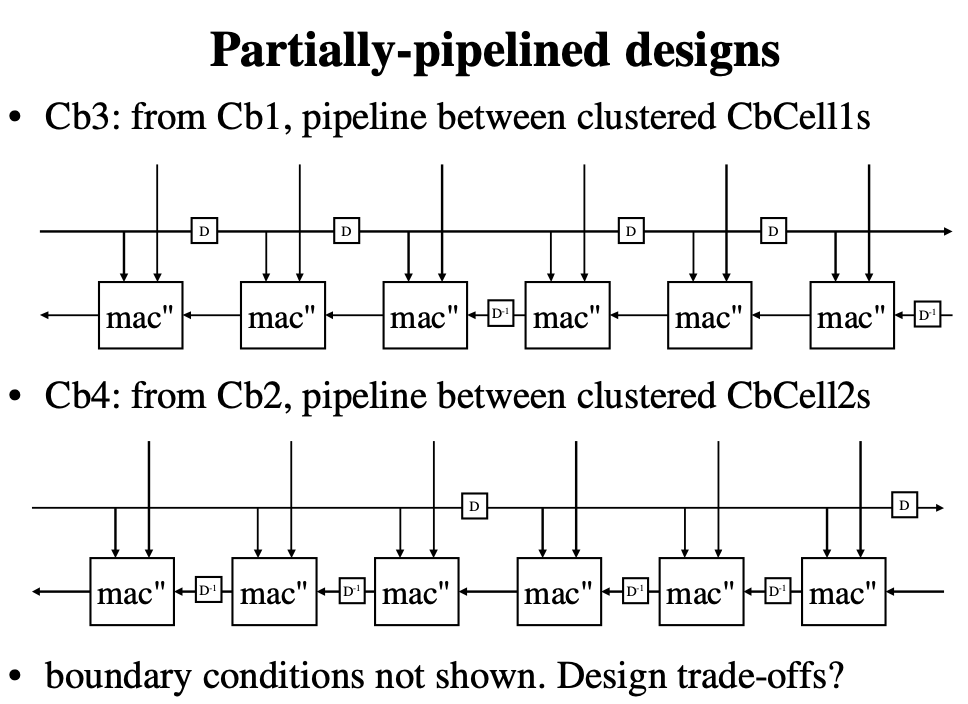 Partially-pipelined designs
• Cb3: from Cb1, pipeline between clustered CbCell1s
D D D D
mac" mac" mac" D-1 mac" mac" mac" D-1
• Cb4: from Cb2, pipeline between clustered CbCell2s
D D
mac" D-1 mac" D-1 mac" mac" D-1 mac" D-1 mac"
• boundary conditions not shown. Design trade-offs?